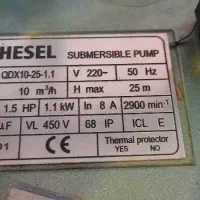 HESEL SUBMERSIBLE PUMP
QDX10-25-1.1 V 220~ 50 Hz
10 m³/h H max 25 m
1.5 HP 1.1 kW In 8 A 2900 min⁻¹
µF VL 450 V 68 IP ICL E
01 Thermal protector
YES NO
CE